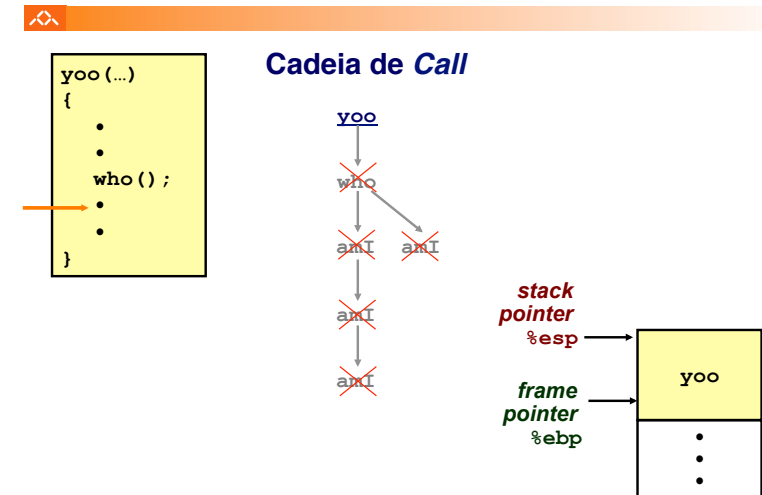 Cadeia de Call
yoo(…)
{
•
•
who();
•
•
}
yoo
who
amI amI
amI
amI
stack
pointer
%esp
yoo
frame
pointer
%ebp
•
•
•